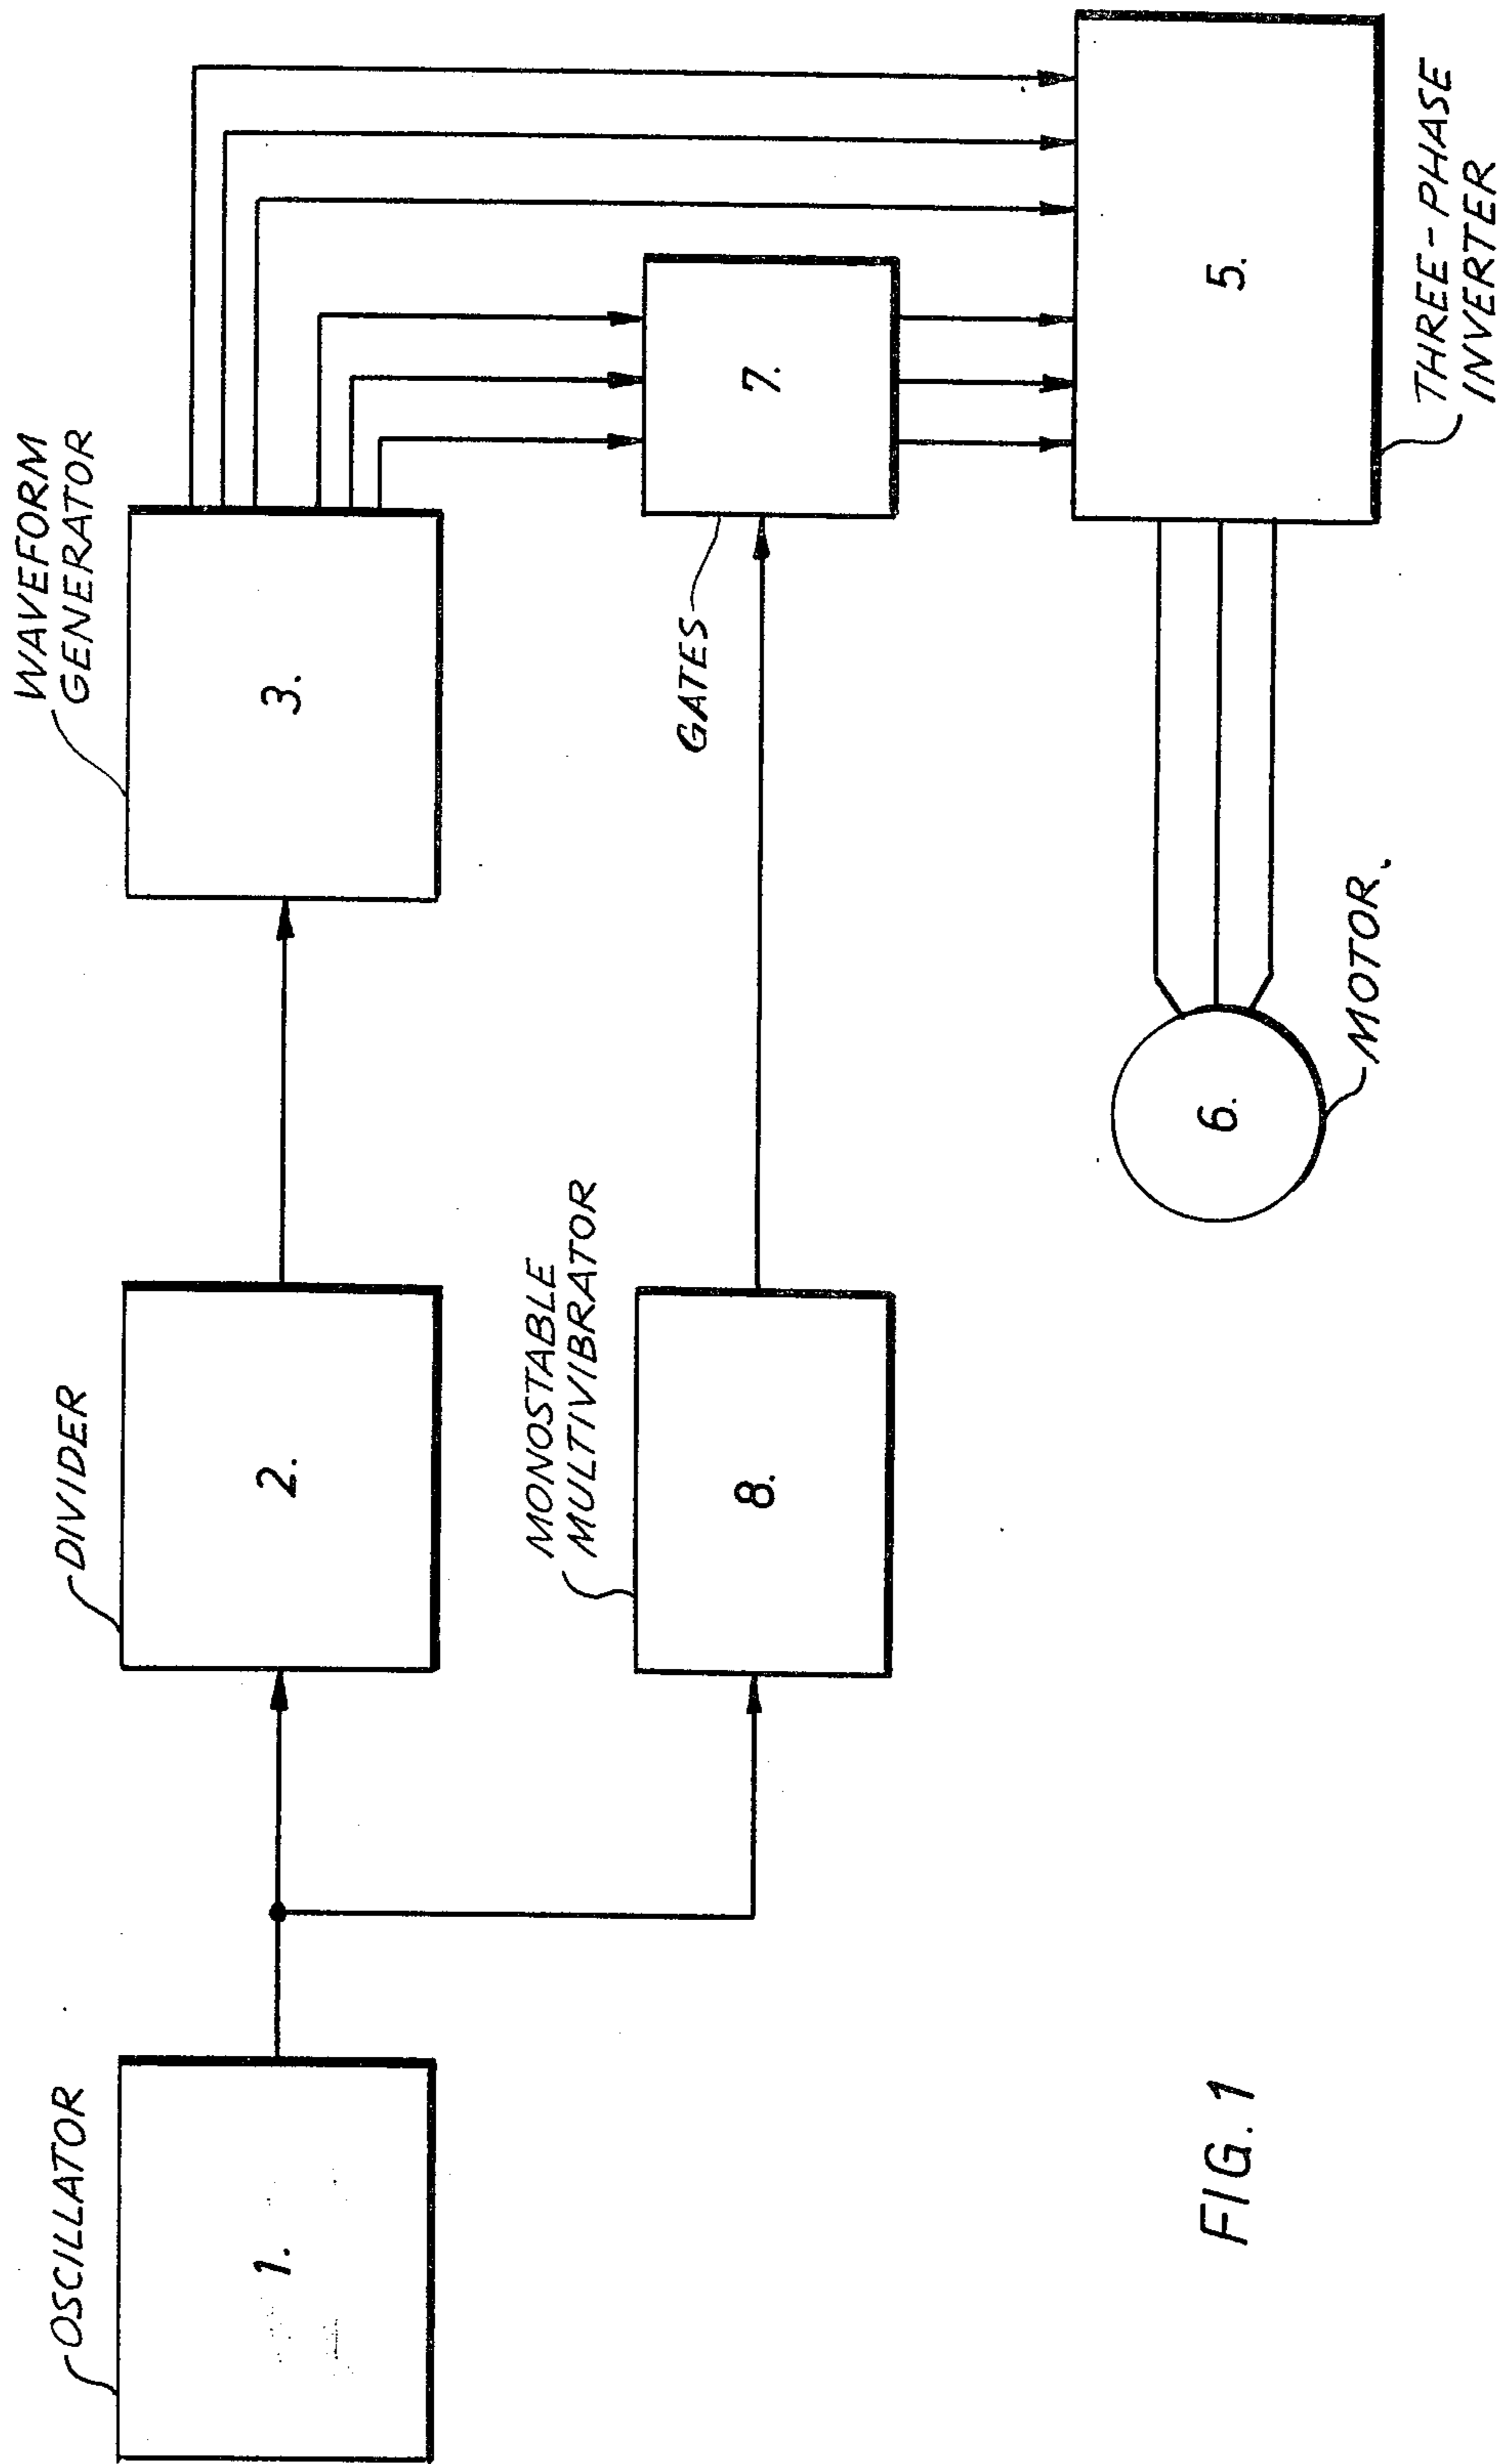 OSCILLATOR
1.
DIVIDER
2.
WAVEFORM
GENERATOR
3.
MONOSTABLE
MULTIVIBRATOR
8.
GATES
7.
6.
MOTOR.
5.
THREE-PHASE
INVERTER
FIG. 1